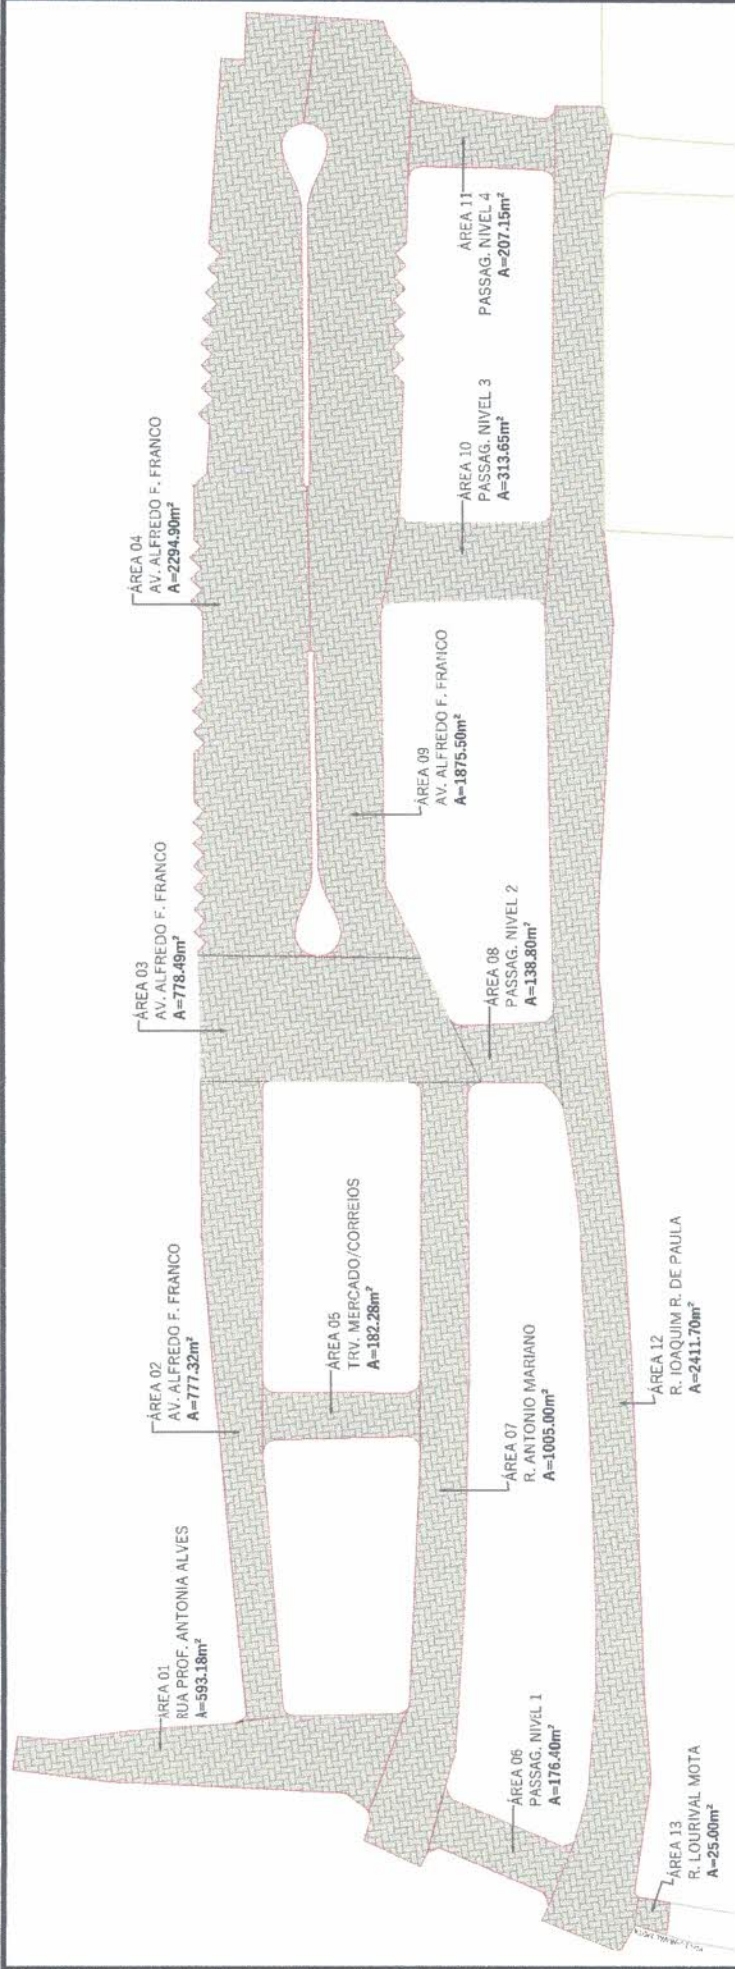 ÁREA 01
RUA PROF. ANTONIA ALVES
A=593.18m²
ÁREA 02
AV. ALFREDO F. FRANCO
A=777.32m²
ÁREA 03
AV. ALFREDO F. FRANCO
A=778.49m²
ÁREA 04
AV. ALFREDO F. FRANCO
A=2294.90m²
ÁREA 05
TRV. MERCADO/CORREIOS
A=182.28m²
ÁREA 06
PASSAG. NIVEL 1
A=176.40m²
ÁREA 07
R. ANTONIO MARIANO
A=1005.00m²
ÁREA 08
PASSAG. NIVEL 2
A=138.80m²
ÁREA 09
AV. ALFREDO F. FRANCO
A=1875.50m²
ÁREA 10
PASSAG. NIVEL 3
A=313.65m²
ÁREA 11
PASSAG. NIVEL 4
A=207.15m²
ÁREA 12
R. JOAQUIM R. DE PAULA
A=2411.70m²
ÁREA 13
R. LOURIVAL MOTA
A=25.00m²